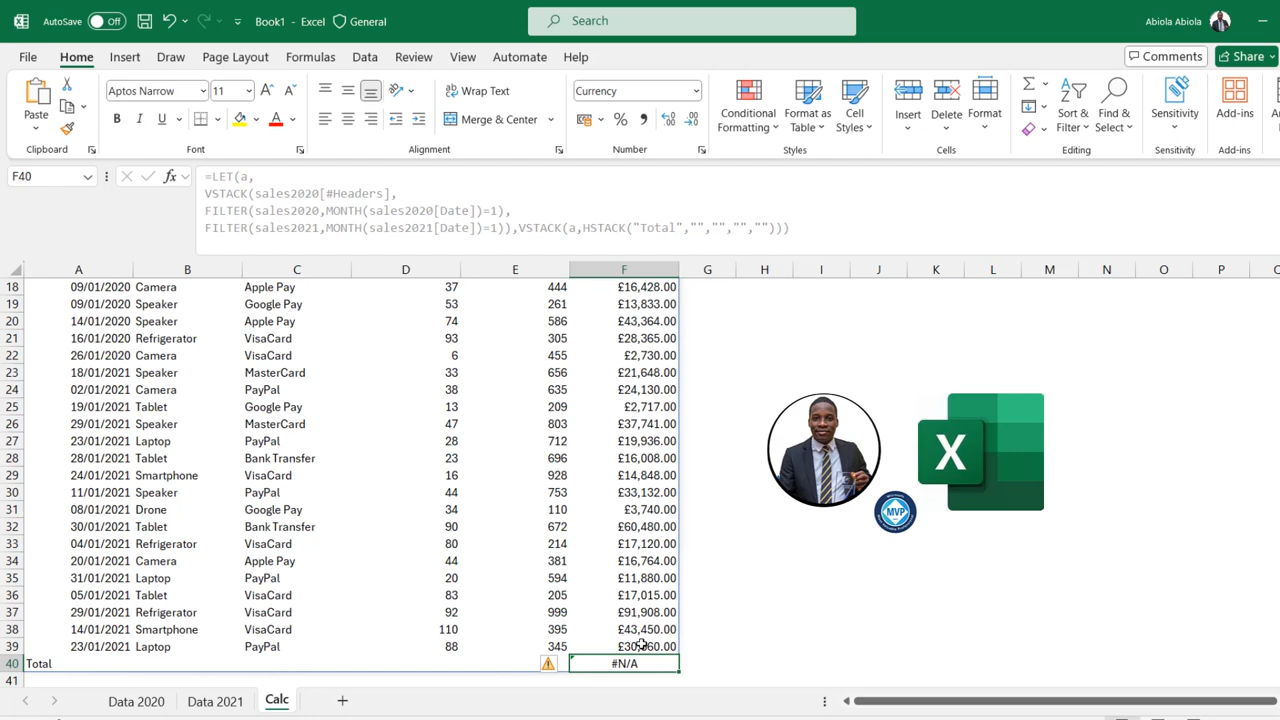 AutoSave Off Book1 - Excel General Search Abiola Abiola
File Home Insert Draw Page Layout Formulas Data Review View Automate Help Comments Share
Paste Aptos Narrow 11 A A Wrap Text Currency Conditional Formatting Format as Table Cell Styles Insert Delete Format Sort & Filter Find & Select Sensitivity Add-ins
B I U A Merge & Center % 9
Clipboard Font Alignment Number Styles Cells Editing Sensitivity Add-ins
F40 fx =LET(a,
VSTACK(sales2020[#Headers],
FILTER(sales2020,MONTH(sales2020[Date])=1),
FILTER(sales2021,MONTH(sales2021[Date])=1)),VSTACK(a,HSTACK("Total","","","","")))
A B C D E F G H I J K L M N O P
18 09/01/2020 Camera Apple Pay 37 444 £16,428.00
19 09/01/2020 Speaker Google Pay 53 261 £13,833.00
20 14/01/2020 Speaker Apple Pay 74 586 £43,364.00
21 16/01/2020 Refrigerator VisaCard 93 305 £28,365.00
22 26/01/2020 Camera VisaCard 6 455 £2,730.00
23 18/01/2021 Speaker MasterCard 33 656 £21,648.00
24 02/01/2021 Camera PayPal 38 635 £24,130.00
25 19/01/2021 Tablet Google Pay 13 209 £2,717.00
26 29/01/2021 Speaker MasterCard 47 803 £37,741.00
27 23/01/2021 Laptop PayPal 28 712 £19,936.00
28 28/01/2021 Tablet Bank Transfer 23 696 £16,008.00
29 24/01/2021 Smartphone VisaCard 16 928 £14,848.00
30 11/01/2021 Speaker PayPal 44 753 £33,132.00
31 08/01/2021 Drone Google Pay 34 110 £3,740.00
32 30/01/2021 Tablet Bank Transfer 90 672 £60,480.00
33 04/01/2021 Refrigerator VisaCard 80 214 £17,120.00
34 20/01/2021 Camera Apple Pay 44 381 £16,764.00
35 31/01/2021 Laptop PayPal 20 594 £11,880.00
36 05/01/2021 Tablet VisaCard 83 205 £17,015.00
37 29/01/2021 Refrigerator VisaCard 92 999 £91,908.00
38 14/01/2021 Smartphone VisaCard 110 395 £43,450.00
39 23/01/2021 Laptop PayPal 88 345
40 Total #N/A
41
X
MVP
Data 2020 Data 2021 Calc